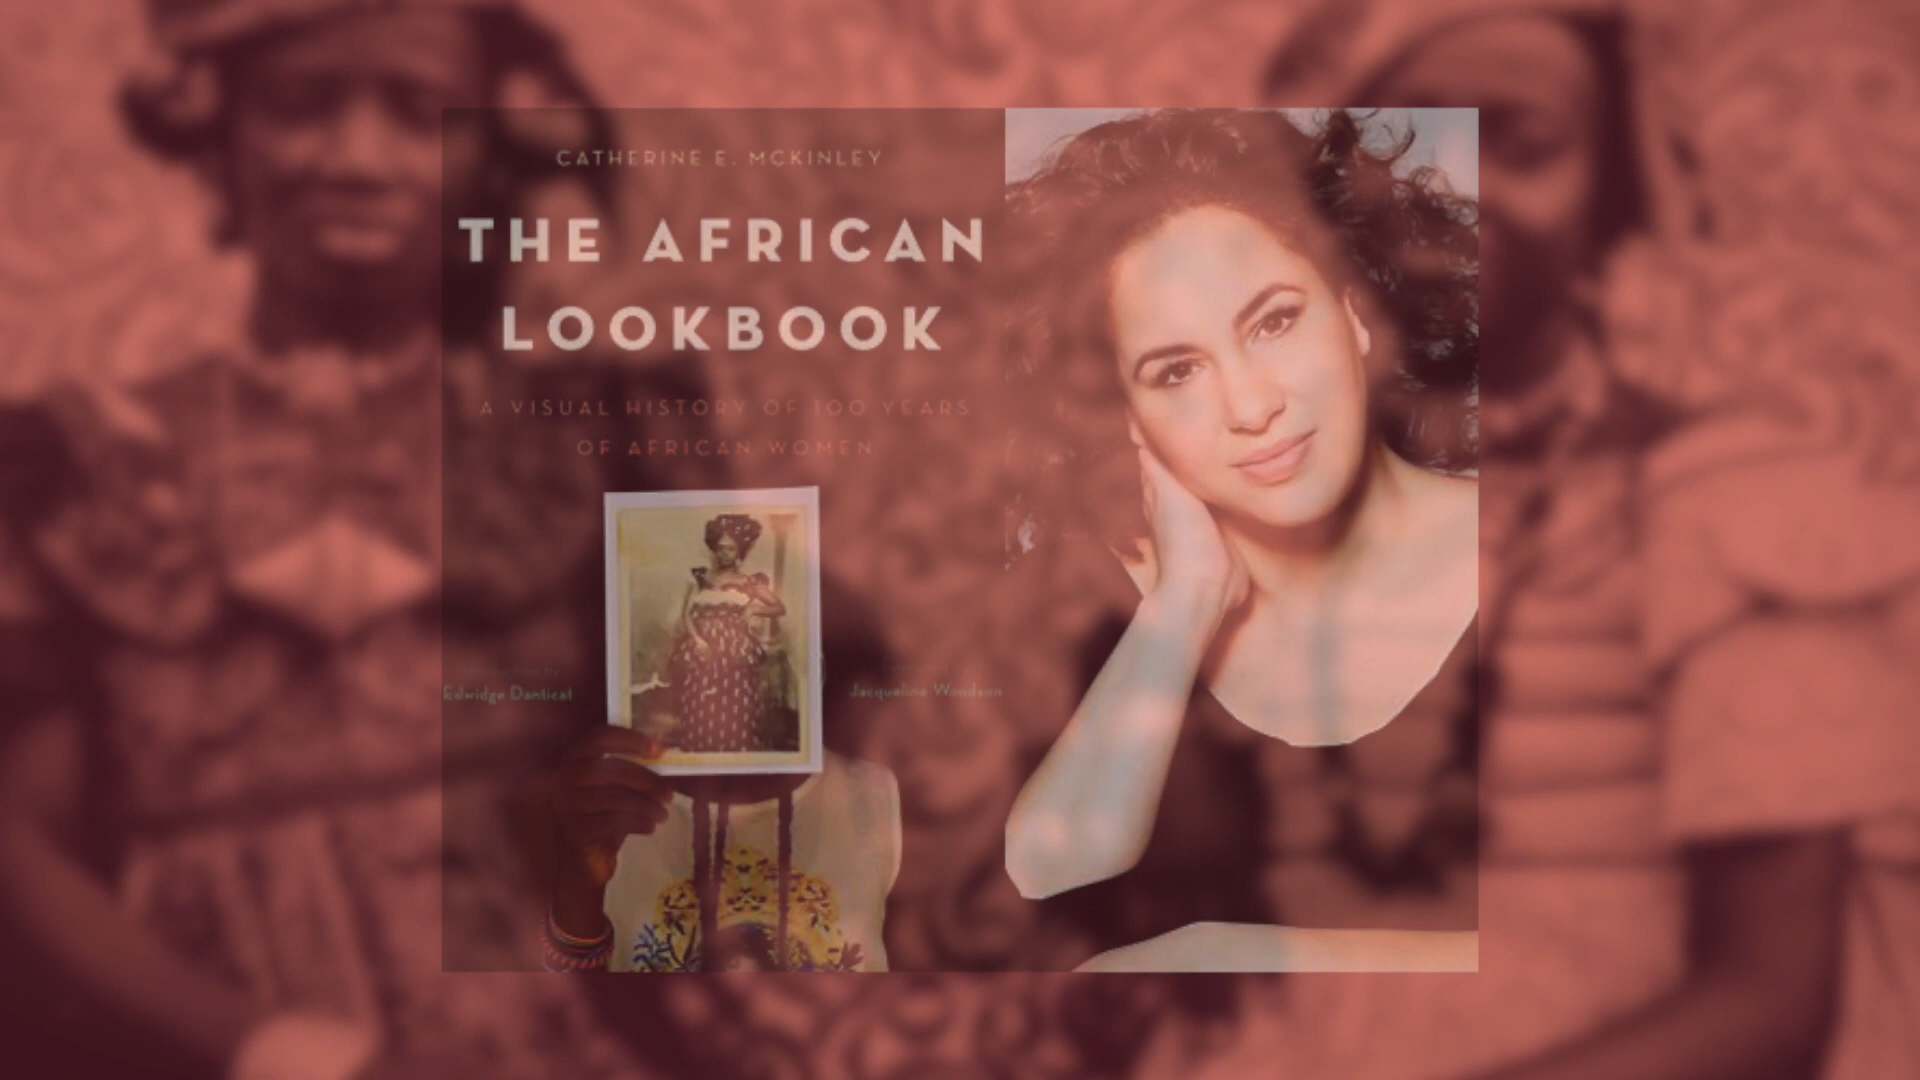 CATHERINE E. MCKINLEY
THE AFRICAN
LOOKBOOK
A VISUAL HISTORY OF 100 YEARS
OF AFRICAN WOMEN
Edwidge Danticat
Jacqueline Woodson